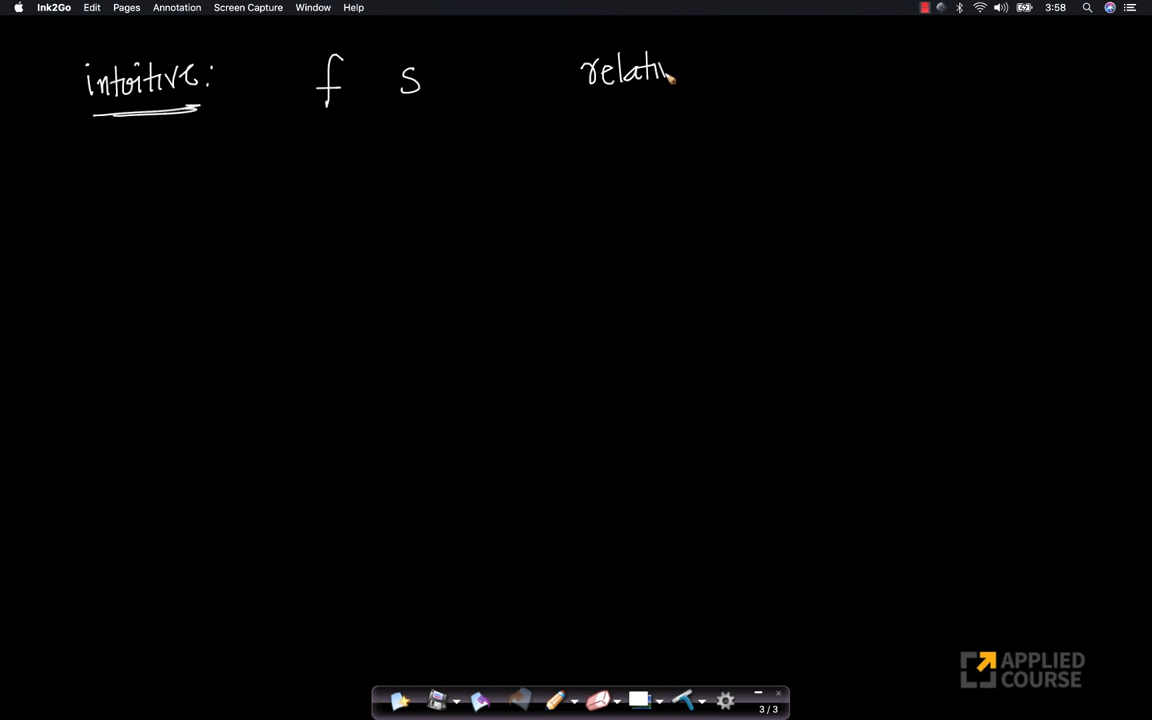 Ink2Go Edit Pages Annotation Screen Capture Window Help 3:58
intuitive: f s relati
APPLIED
COURSE
3/3